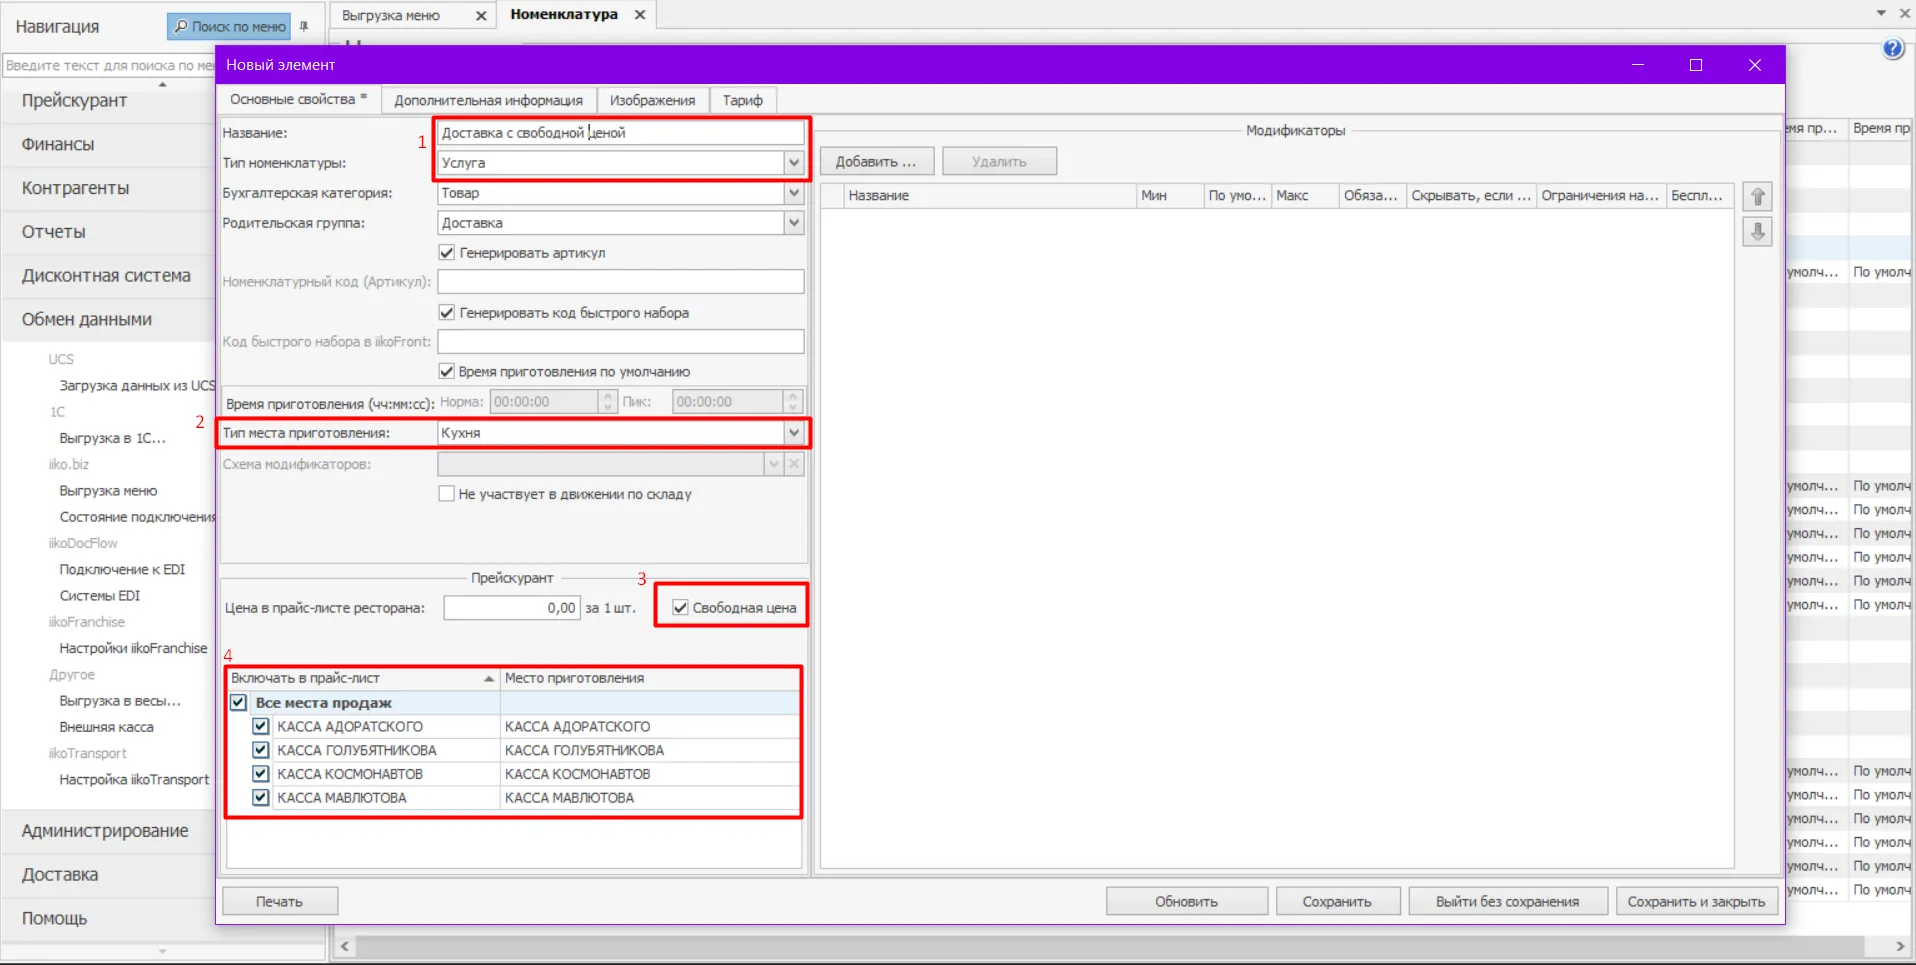 Навигация
Поиск по меню
Выгрузка меню
Номенклатура
Введите текст для поиска по ме
Прейскурант
Финансы
Контрагенты
Отчеты
Дисконтная система
Обмен данными
UCS
Загрузка данных из UCS
1C
Выгрузка в 1С...
iiko.biz
Выгрузка меню
Состояние подключения
iikoDocFlow
Подключение к EDI
Системы EDI
iikoFranchise
Настройки iikoFranchise
Другое
Выгрузка в весы...
Внешняя касса
iikoTransport
Настройка iikoTransport
Администрирование
Доставка
Помощь
Новый элемент
Основные свойства *
Дополнительная информация
Изображения
Тариф
1
Название: Доставка с свободной ценой
Тип номенклатуры: Услуга
Бухгалтерская категория: Товар
Родительская группа: Доставка
Генерировать артикул
Номенклатурный код (Артикул):
Генерировать код быстрого набора
Код быстрого набора в iikoFront:
Время приготовления по умолчанию
Время приготовления (чч:мм:сс): Норма: 00:00:00 Пик: 00:00:00
2
Тип места приготовления: Кухня
Схема модификаторов:
Не участвует в движении по складу
Прейскурант
3
Цена в прайс-листе ресторана: 0,00 за 1 шт. Свободная цена
4
Включать в прайс-лист Место приготовления
Все места продаж
КАССА АДОРАТСКОГО КАССА АДОРАТСКОГО
КАССА ГОЛУБЯТНИКОВА КАССА ГОЛУБЯТНИКОВА
КАССА КОСМОНАВТОВ КАССА КОСМОНАВТОВ
КАССА МАВЛЮТОВА КАССА МАВЛЮТОВА
Модификаторы
Добавить ... Удалить
Название Мин По умо... Макс Обяза... Скрывать, если ... Ограничения на... Беспл...
Печать
Обновить
Сохранить
Выйти без сохранения
Сохранить и закрыть
мя пр... Время пр
умолч... По умолч
умолч... По умолч
умолч... По умолч
умолч... По умолч
умолч... По умолч
умолч... По умолч
умолч... По умолч
умолч... По умолч
умолч... По умолч
умолч... По умолч
умолч... По умолч
умолч... По умолч
умолч... По умолч